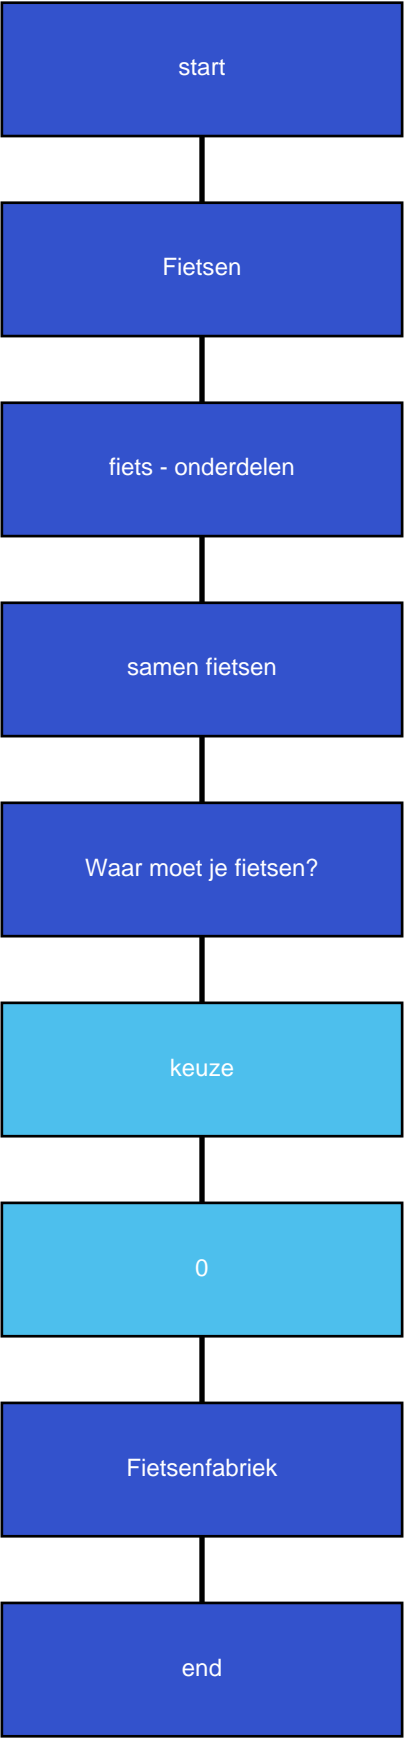 start
Fietsen
fiets - onderdelen
samen fietsen
Waar moet je fietsen?
keuze
0
Fietsenfabriek
end